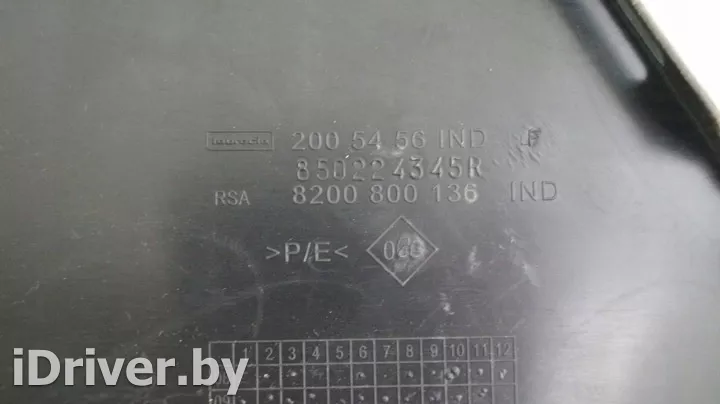 200 54 56 IND F
850224345R
RSA 8200 800 136 IND
>P/E<
1 2 3 4 5 6 7 8 9 10 11 12
09
iDriver.by